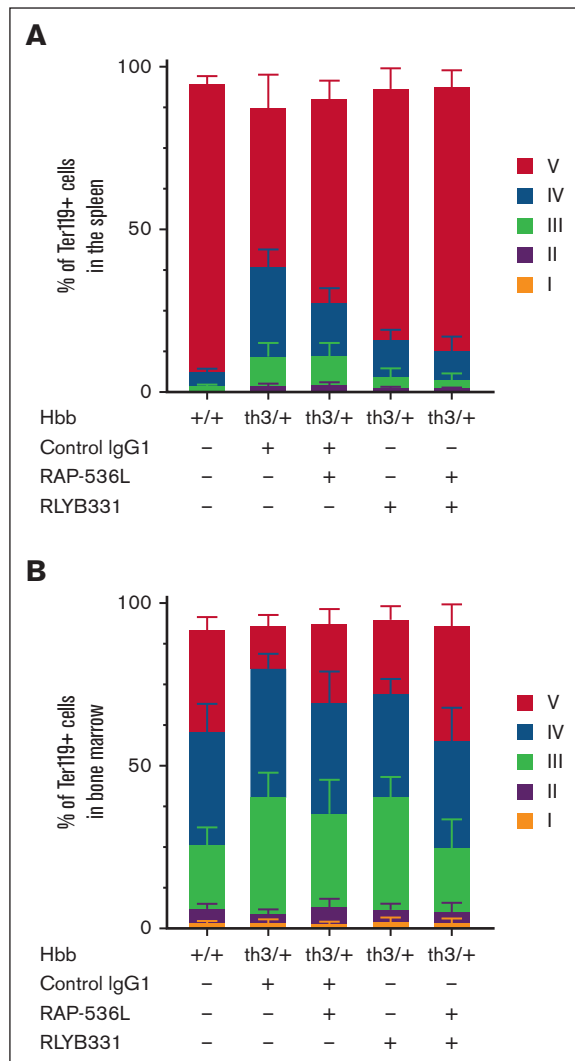 A
100
50
0
% of Ter119+ cells
in the spleen
V
IV
III
II
I
Hbb +/+ th3/+ th3/+ th3/+ th3/+
Control IgG1 – + + – –
RAP-536L – – + – +
RLYB331 – – – + +
B
100
50
0
% of Ter119+ cells
in bone marrow
V
IV
III
II
I
Hbb +/+ th3/+ th3/+ th3/+ th3/+
Control IgG1 – + + – –
RAP-536L – – + – +
RLYB331 – – – + +